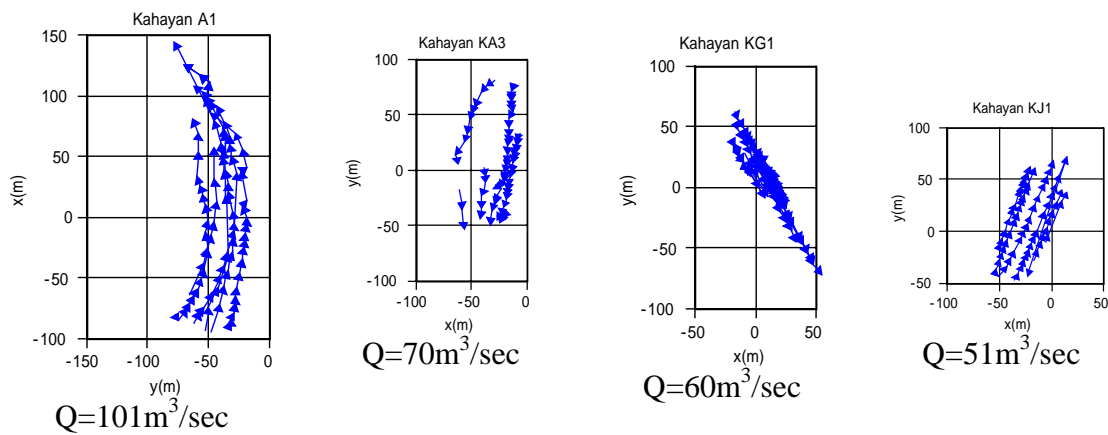 Kahayan A1
x(m)
150
100
50
0
-50
-100
-150 -100 -50 0
y(m)
Q=101m³/sec
Kahayan KA3
y(m)
100
50
0
-50
-100
-100 -50 0
x(m)
Q=70m³/sec
Kahayan KG1
y(m)
100
50
0
-50
-100
-50 0 50
x(m)
Q=60m³/sec
Kahayan KJ1
y(m)
100
50
0
-50
-100 -50 0 50
x(m)
Q=51m³/sec